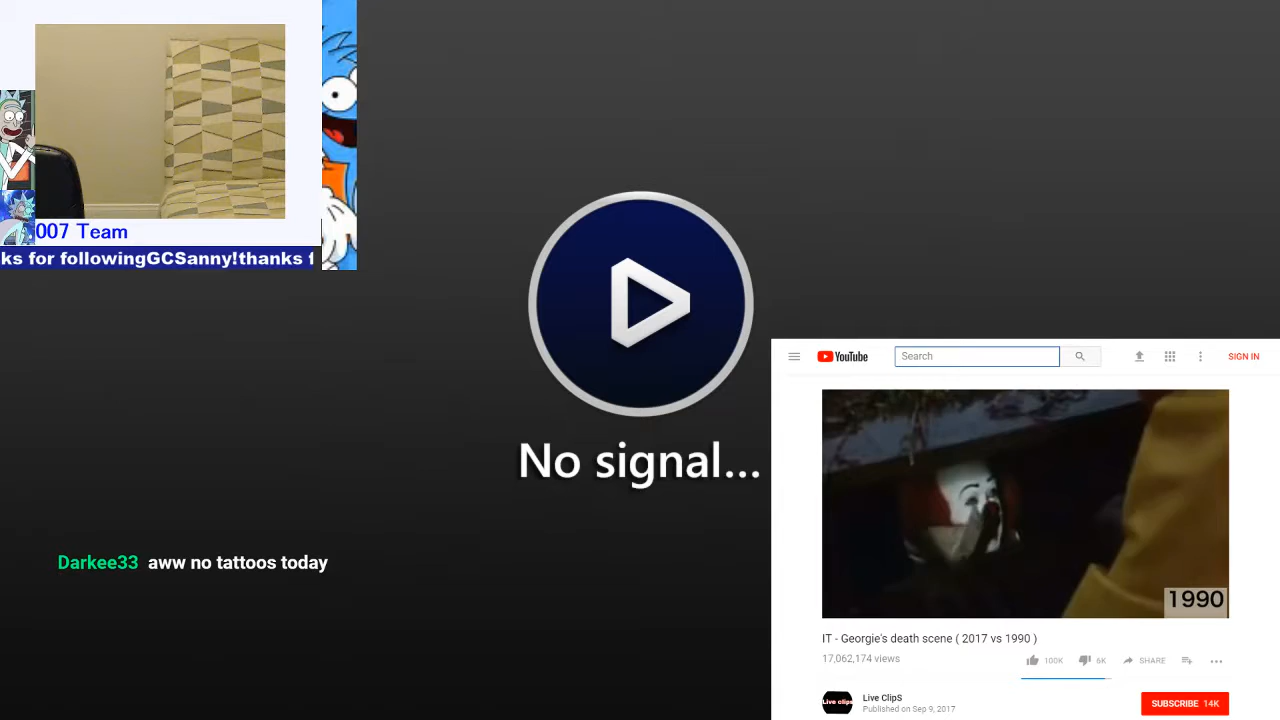 007 Team
ks for followingGCSanny!thanks f
No signal...
Darkee33 aww no tattoos today
YouTube
Search
SIGN IN
1990
IT - Georgie's death scene ( 2017 vs 1990 )
17,062,174 views
100K
6K
SHARE
Live clips
Live ClipS
Published on Sep 9, 2017
SUBSCRIBE 14K